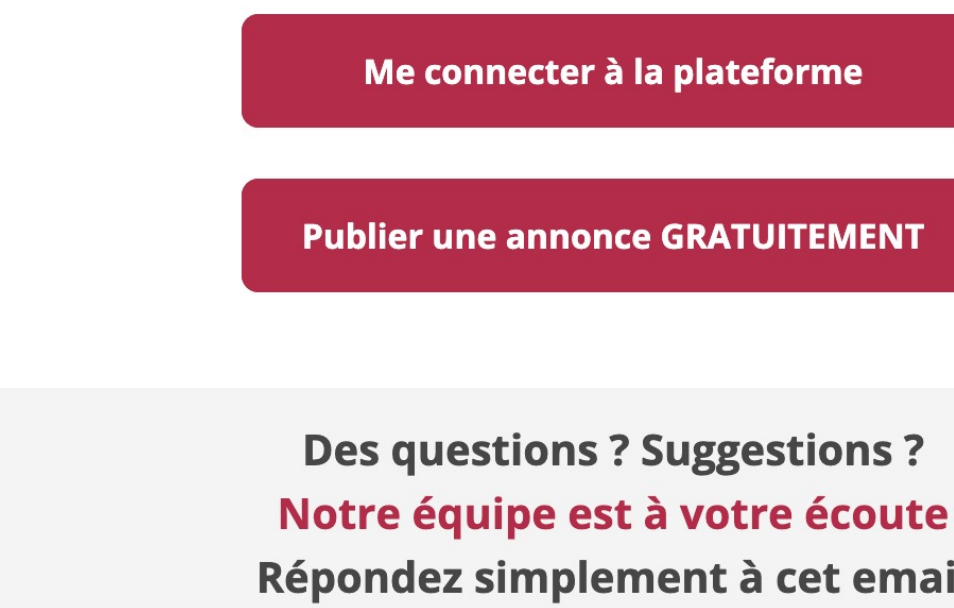 Me connecter à la plateforme
Publier une annonce GRATUITEMENT
Des questions ? Suggestions ?
Notre équipe est à votre écoute
Répondez simplement à cet emai